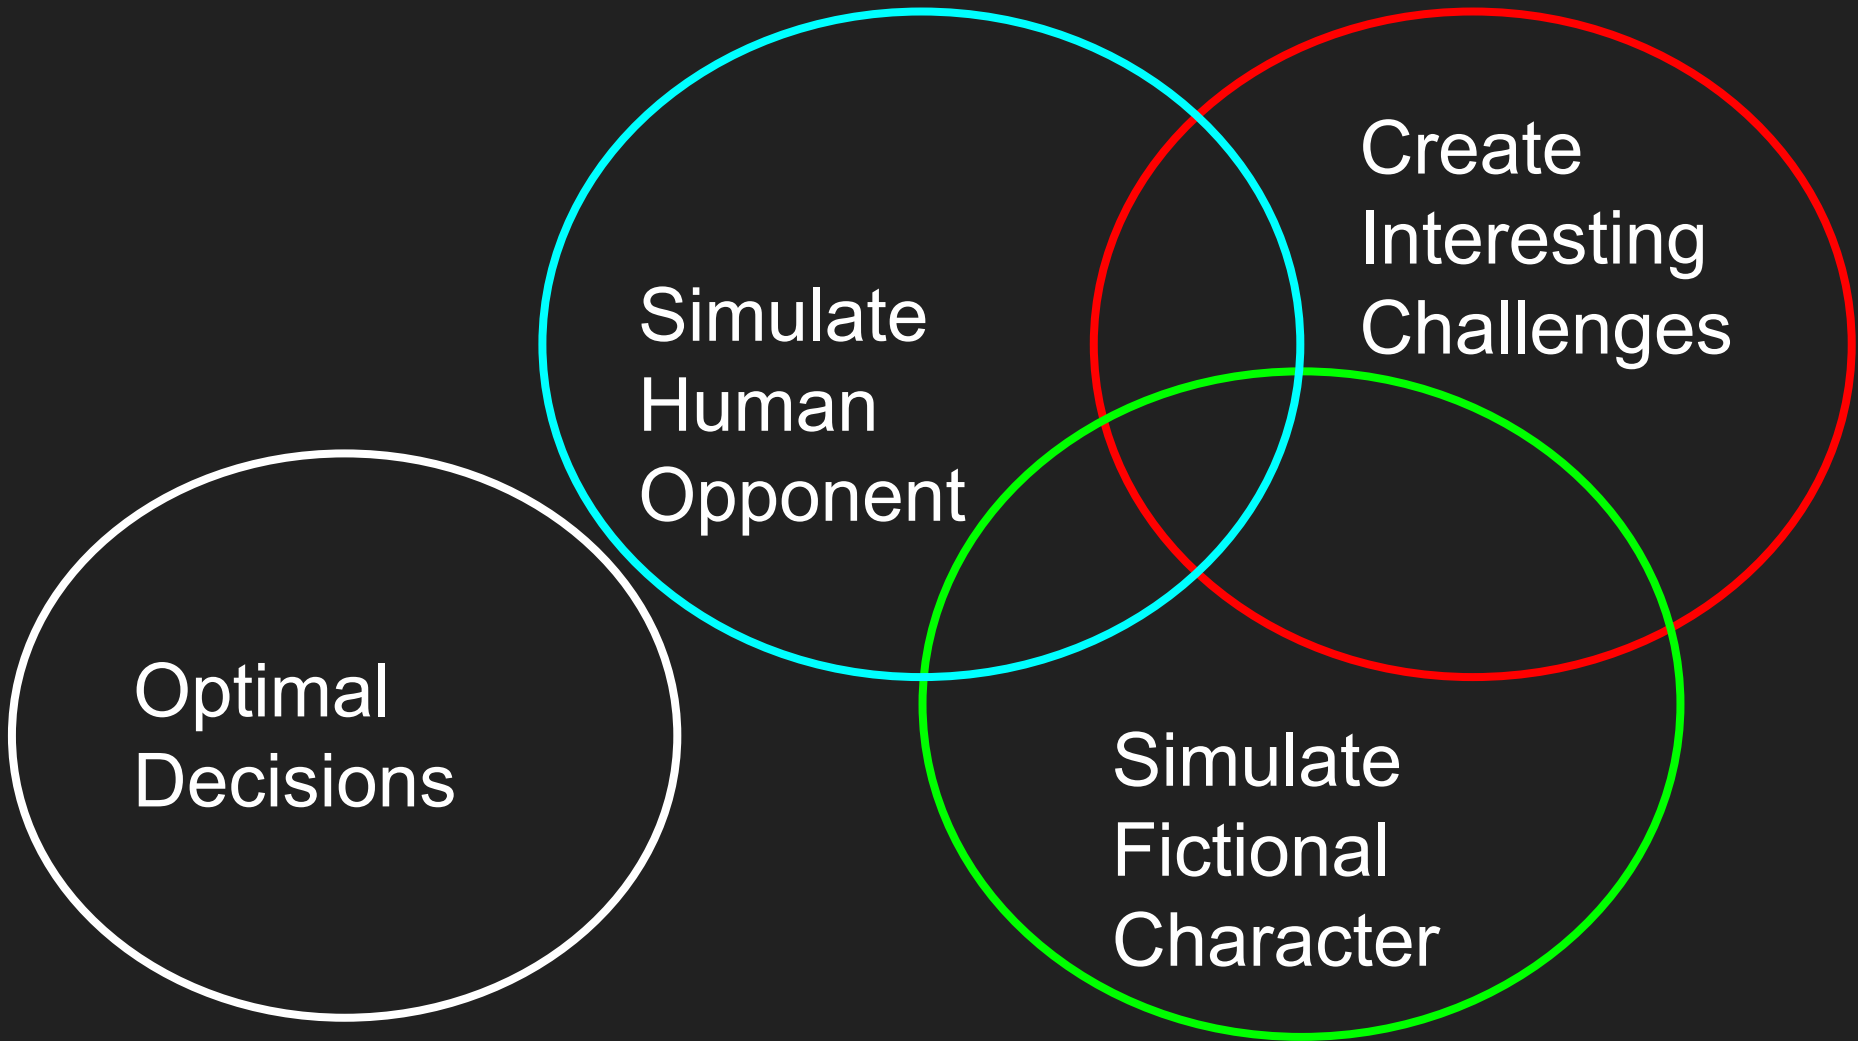 Simulate
Human
Opponent
Create
Interesting
Challenges
Optimal
Decisions
Simulate
Fictional
Character